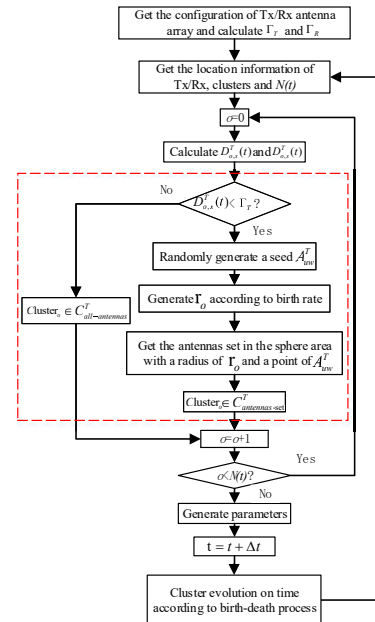 Get the configuration of Tx/Rx antenna
array and calculate Γ_T and Γ_R
Get the location information of
Tx/Rx, clusters and N(t)
o=0
Calculate D^T_{o,s}(t) and D^T_{o,s}(t)
No
D^T_{o,s}(t) < Γ_T ?
Yes
Randomly generate a seed A^T_{uw}
Cluster_o ∈ C^T_{all-antennas}
Generate r_o according to birth rate
Get the antennas set in the sphere area
with a radius of r_o and a point of A^T_{uw}
Cluster_o ∈ C^T_{antennas-set}
o=o+1
Yes
o<N(t)?
No
Generate parameters
t = t + Δt
Cluster evolution on time
according to birth-death process